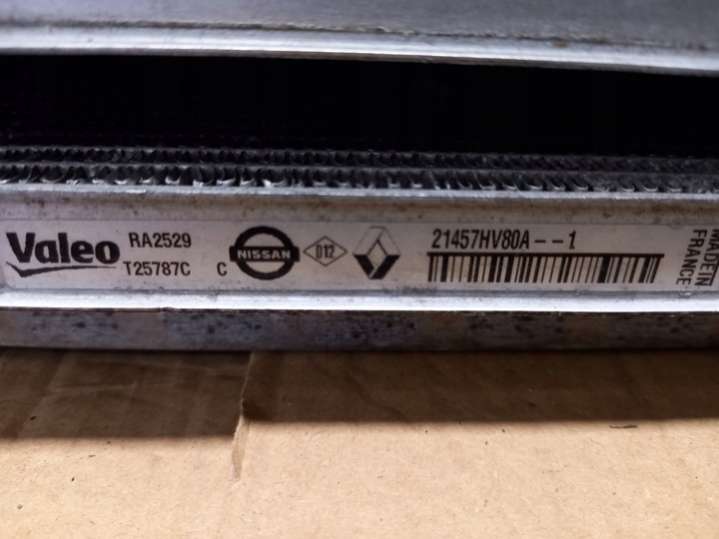 Valeo
RA2529
T25787C C
NISSAN
D12
21457HV80A--1
MADE IN
FRANCE